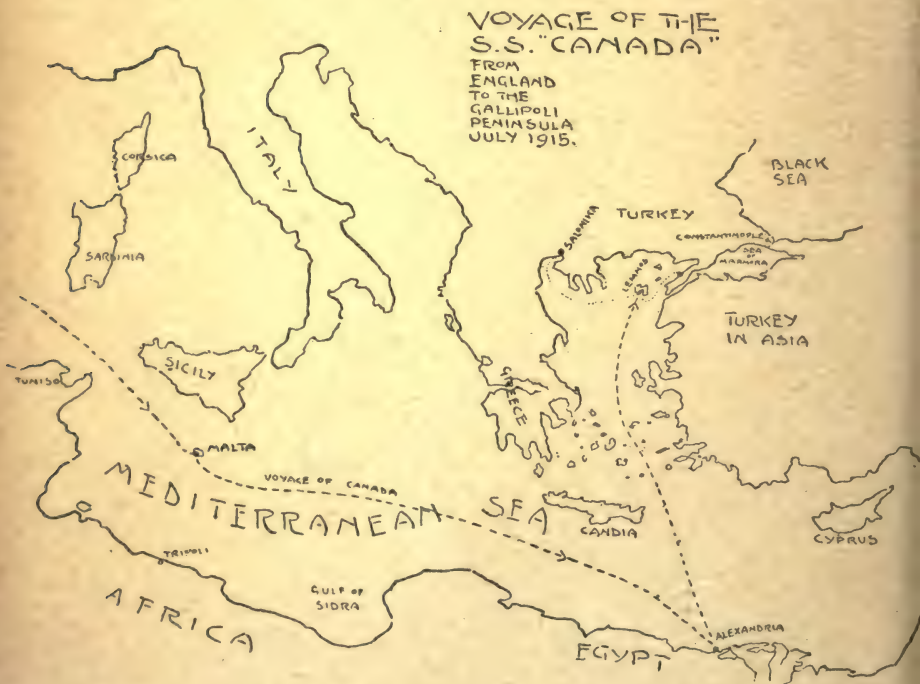 VOYAGE OF THE
S.S. "CANADA"
FROM
ENGLAND
TO THE
GALLIPOLI
PENINSULA
JULY 1915.
CORSICA
ITALY
BLACK
SEA
SALONIKA
TURKEY
CONSTANTINOPLE
SEA
OF
MARMORA
SARDINIA
LEMNOS
TURKEY
IN ASIA
SICILY
TUNIS
GREECE
MALTA
VOYAGE OF CANADA
MEDITERRANEAN SEA
CANDIA
CYPRUS
TRIPOLI
GULF OF
SIDRA
AFRICA
ALEXANDRIA
EGYPT